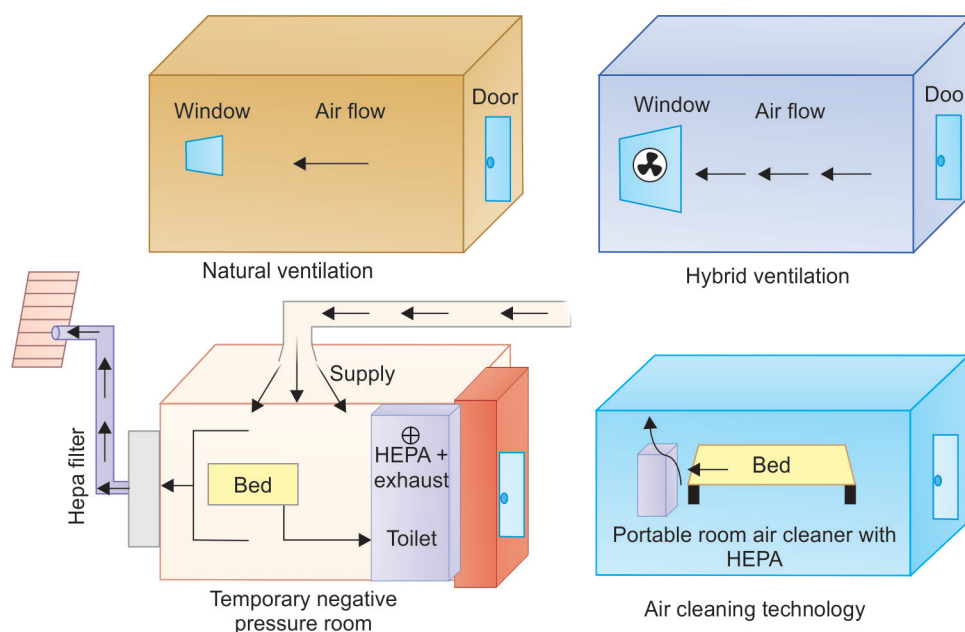 Window
Air flow
Door
Natural ventilation
Window
Air flow
Doo
Hybrid ventilation
Hepa filter
Supply
Bed
HEPA +
exhaust
Toilet
Temporary negative
pressure room
Bed
Portable room air cleaner with
HEPA
Air cleaning technology